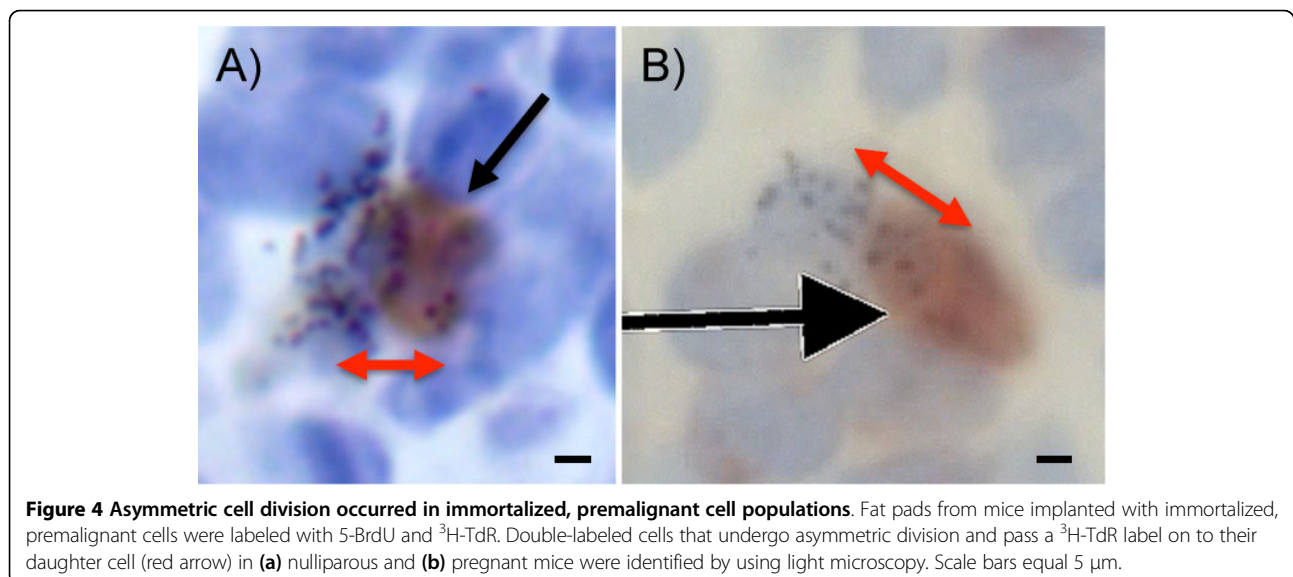 A)
B)
Figure 4 Asymmetric cell division occurred in immortalized, premalignant cell populations. Fat pads from mice implanted with immortalized,
premalignant cells were labeled with 5-BrdU and ³H-TdR. Double-labeled cells that undergo asymmetric division and pass a ³H-TdR label on to their
daughter cell (red arrow) in (a) nulliparous and (b) pregnant mice were identified by using light microscopy. Scale bars equal 5 μm.